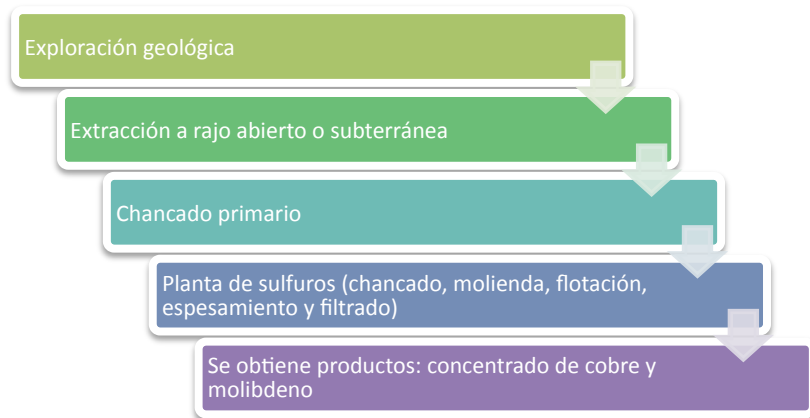 Exploración geológica
Extracción a rajo abierto o subterránea
Chancado primario
Planta de sulfuros (chancado, molienda, flotación,
espesamiento y filtrado)
Se obtiene productos: concentrado de cobre y
molibdeno